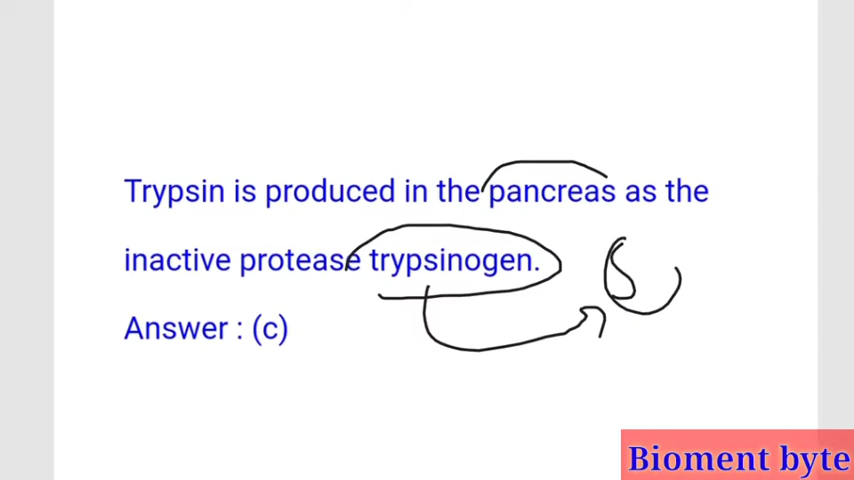 Trypsin is produced in the pancreas as the
inactive protease trypsinogen.
Answer : (c)
Bioment byte